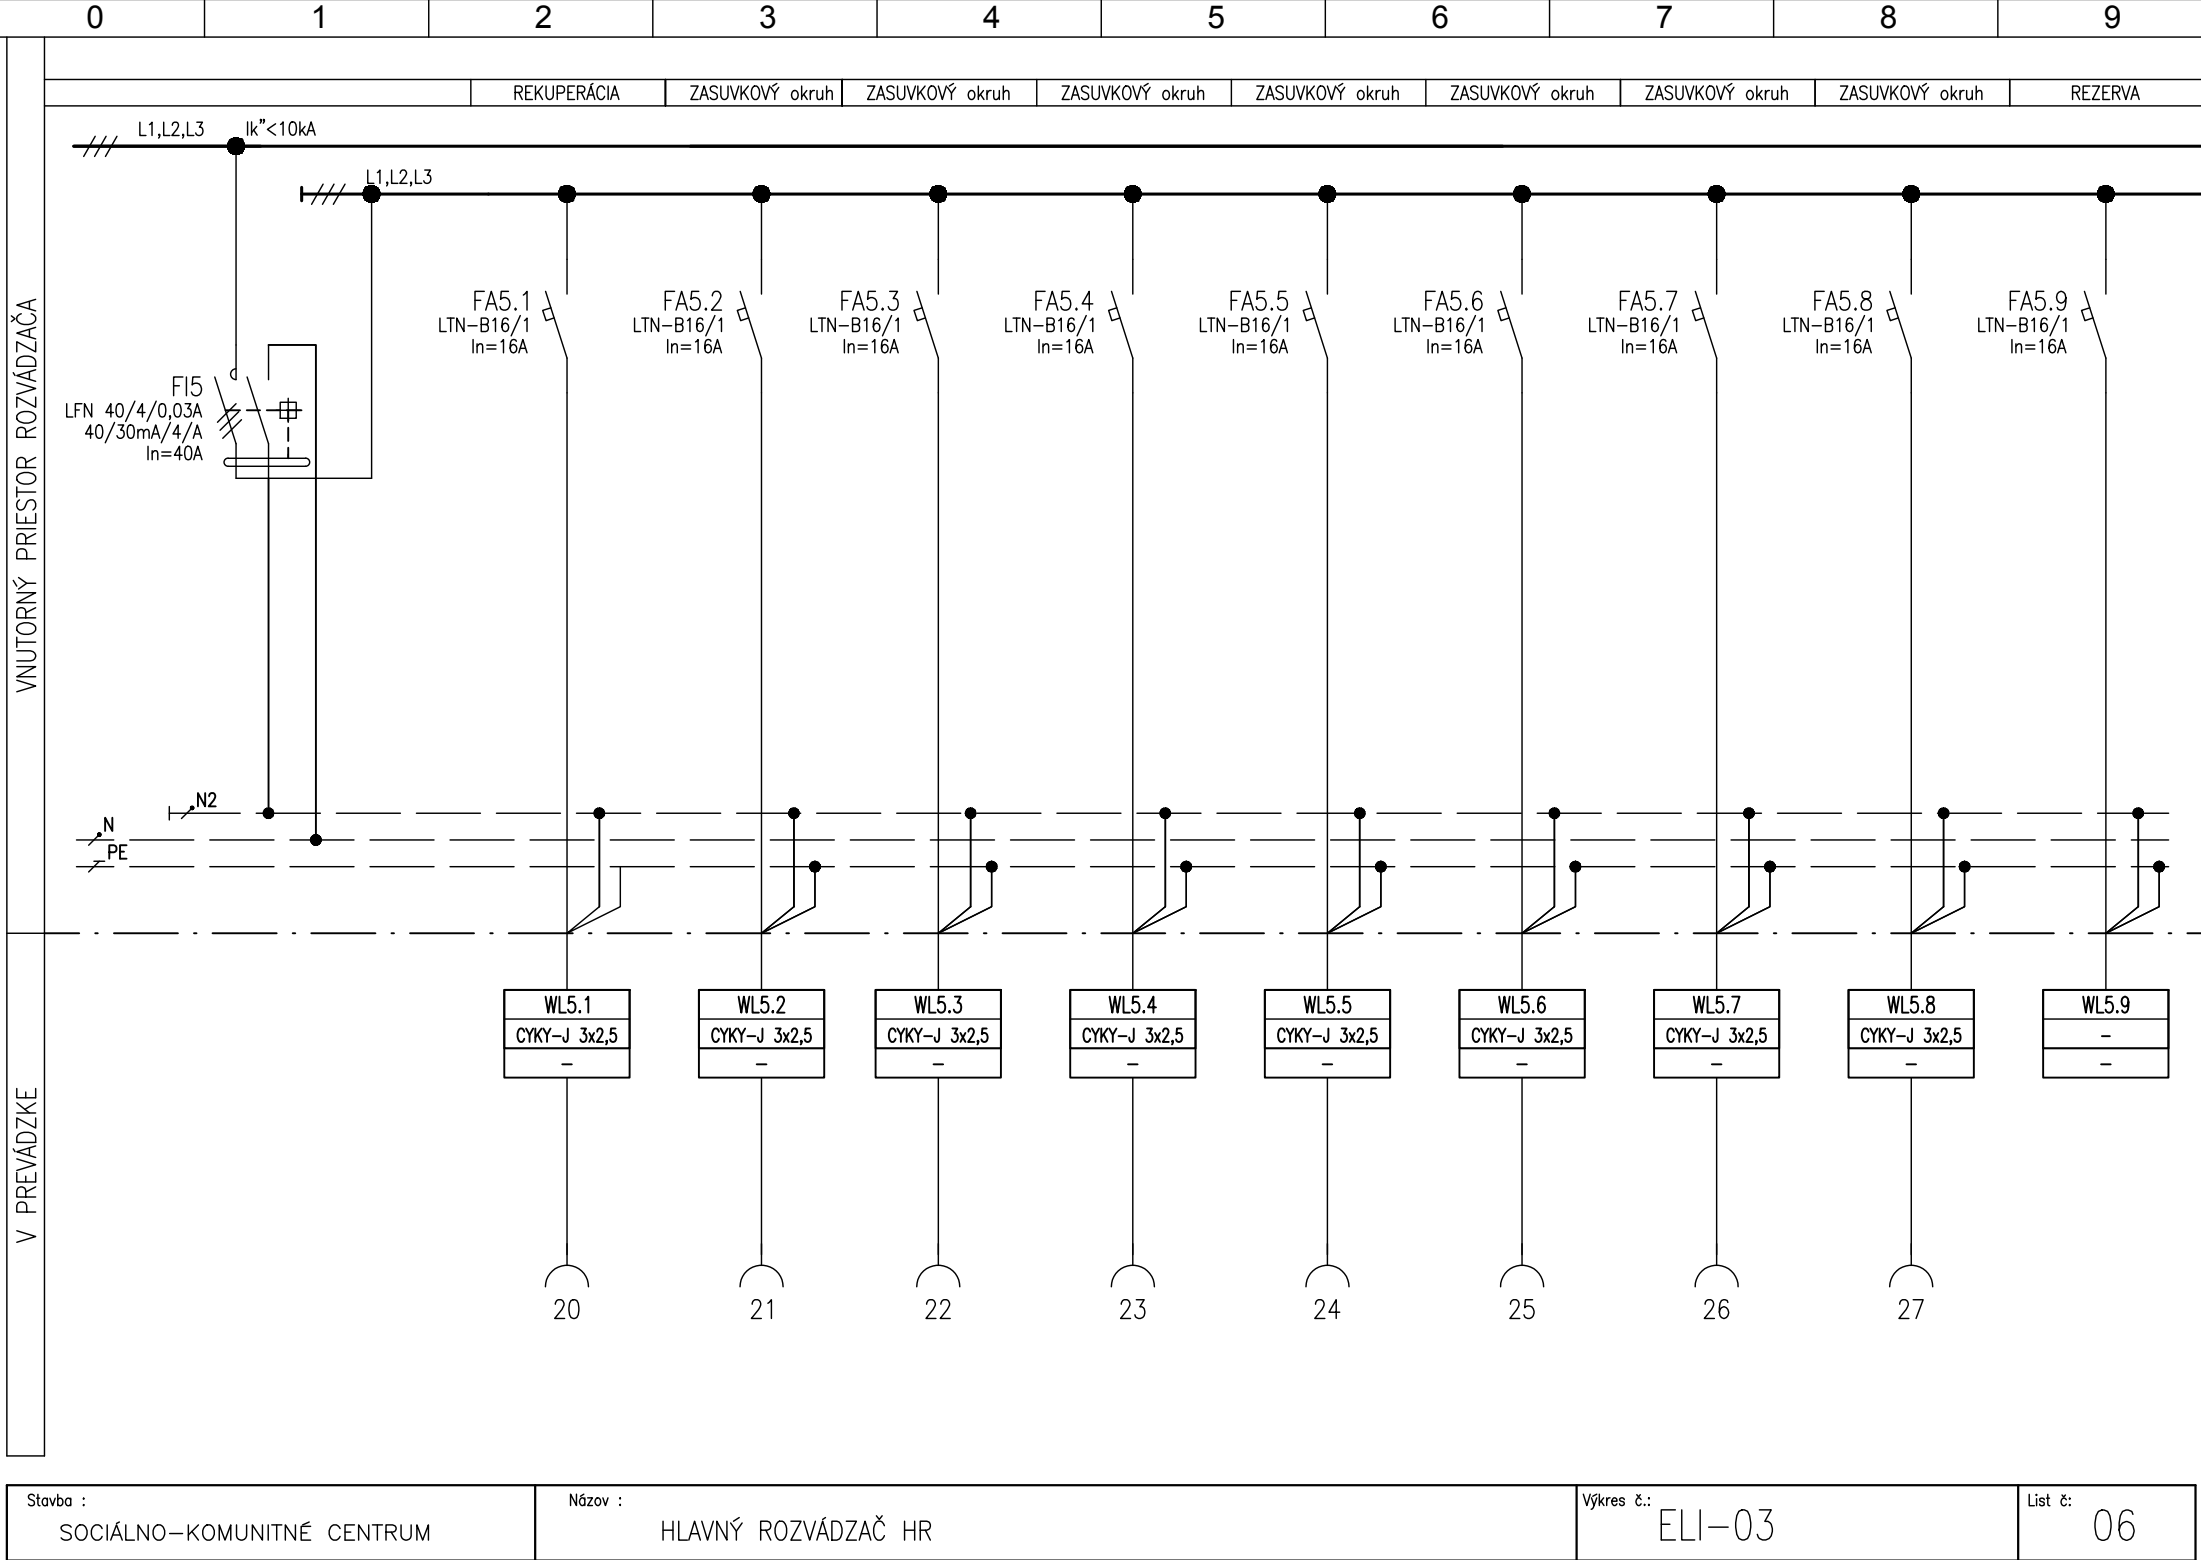 0 1 2 3 4 5 6 7 8 9
REKUPERÁCIA ZASUVKOVÝ okruh ZASUVKOVÝ okruh ZASUVKOVÝ okruh ZASUVKOVÝ okruh ZASUVKOVÝ okruh ZASUVKOVÝ okruh ZASUVKOVÝ okruh REZERVA
L1,L2,L3 Ik"<10kA
L1,L2,L3
VNUTORNÝ PRIESTOR ROZVÁDZAČA
FA5.1 FA5.2 FA5.3 FA5.4 FA5.5 FA5.6 FA5.7 FA5.8 FA5.9
LTN-B16/1 LTN-B16/1 LTN-B16/1 LTN-B16/1 LTN-B16/1 LTN-B16/1 LTN-B16/1 LTN-B16/1 LTN-B16/1
In=16A In=16A In=16A In=16A In=16A In=16A In=16A In=16A In=16A
FI5
LFN 40/4/0,03A
40/30mA/4/A
In=40A
N2
N
PE
V PREVÁDZKE
WL5.1 WL5.2 WL5.3 WL5.4 WL5.5 WL5.6 WL5.7 WL5.8 WL5.9
CYKY-J 3x2,5 CYKY-J 3x2,5 CYKY-J 3x2,5 CYKY-J 3x2,5 CYKY-J 3x2,5 CYKY-J 3x2,5 CYKY-J 3x2,5 CYKY-J 3x2,5 -
- - - - - - - - -
20 21 22 23 24 25 26 27
Stavba : Názov : Výkres č.: List č:
SOCIÁLNO-KOMUNITNÉ CENTRUM HLAVNÝ ROZVÁDZAČ HR ELI-03 06